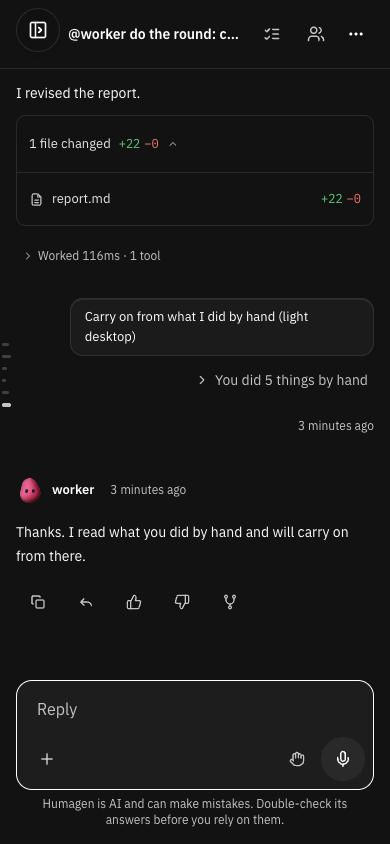 @worker do the round: c...
I revised the report.
1 file changed +22 −0
report.md +22 −0
Worked 116ms · 1 tool
Carry on from what I did by hand (light
desktop)
You did 5 things by hand
3 minutes ago
worker 3 minutes ago
Thanks. I read what you did by hand and will carry on
from there.
Reply
Humagen is AI and can make mistakes. Double-check its
answers before you rely on them.